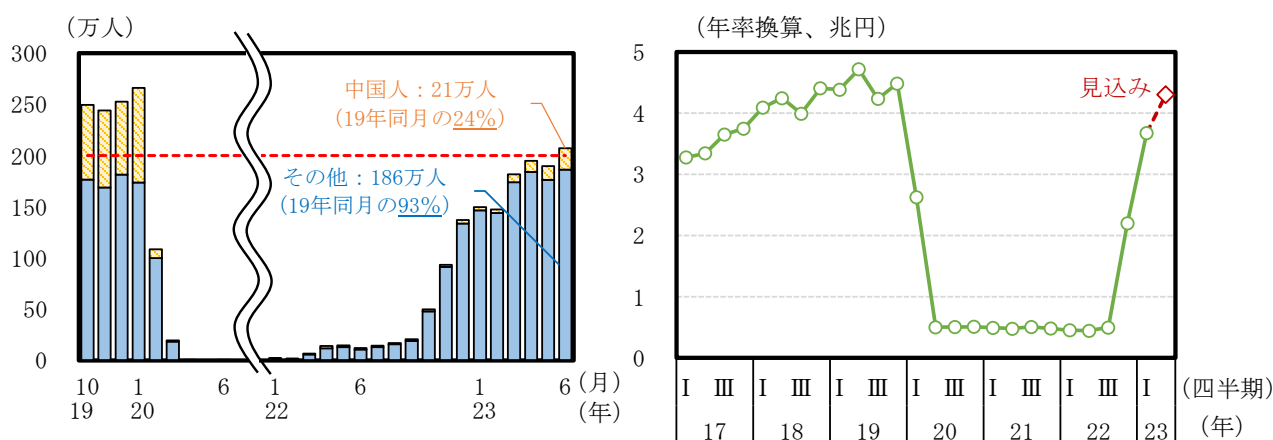 (万人)
300
250
200
150
100
50
0
中国人：21万人
(19年同月の24%)
その他：186万人
(19年同月の93%)
10 1 6 1 6 1 6 (月)
19 20 22 23 (年)
(年率換算、兆円)
5
4
3
2
1
0
見込み
Ⅰ Ⅲ Ⅰ Ⅲ Ⅰ Ⅲ Ⅰ Ⅲ Ⅰ Ⅲ Ⅰ Ⅲ Ⅰ (四半期)
17 18 19 20 21 22 23 (年)